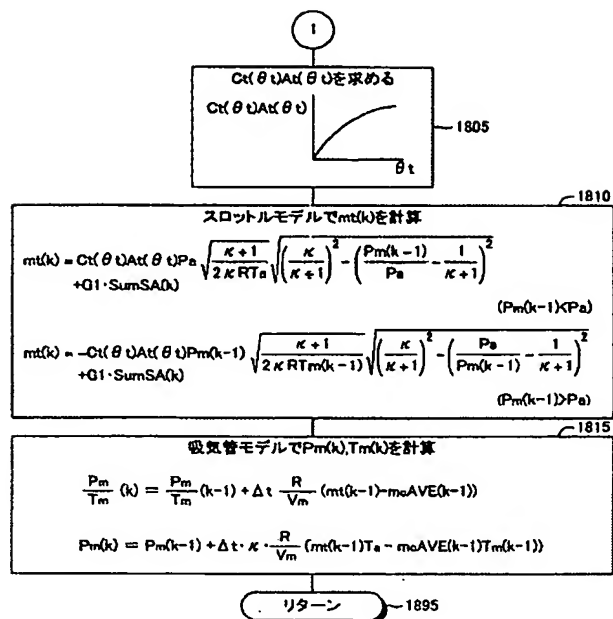 1
Ct(θt)At(θt)を求める
Ct(θt)At(θt)
θt
1805
1810
スロットルモデルでmt(k)を計算
mt(k) = Ct(θt)At(θt)Pa √((κ+1)/(2κRTa)) √((κ/(κ+1))² − (Pm(k-1)/Pa − 1/(κ+1))²)
+G1·SumSA(k)
(Pm(k-1)<Pa)
mt(k) = -Ct(θt)At(θt)Pm(k-1) √((κ+1)/(2κRTm(k-1))) √((κ/(κ+1))² − (Pa/Pm(k-1) − 1/(κ+1))²)
+G1·SumSA(k)
(Pm(k-1)>Pa)
1815
吸気管モデルでPm(k),Tm(k)を計算
Pm/Tm (k) = Pm/Tm (k-1) + Δt R/Vm (mt(k-1)-mcAVE(k-1))
Pm(k) = Pm(k-1) + Δt·κ·R/Vm {mt(k-1)Ta − mcAVE(k-1)Tm(k-1)}
リターン
1895